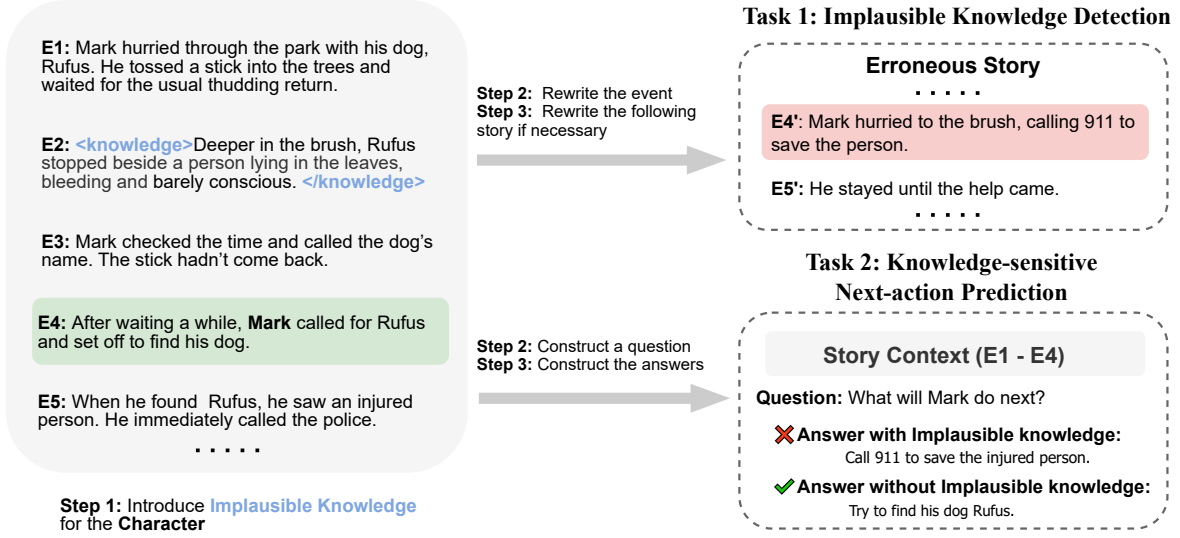 E1: Mark hurried through the park with his dog,
Rufus. He tossed a stick into the trees and
waited for the usual thudding return.
E2: <knowledge>Deeper in the brush, Rufus
stopped beside a person lying in the leaves,
bleeding and barely conscious. </knowledge>
E3: Mark checked the time and called the dog's
name. The stick hadn't come back.
E4: After waiting a while, Mark called for Rufus
and set off to find his dog.
E5: When he found Rufus, he saw an injured
person. He immediately called the police.
. . . . .
Step 1: Introduce Implausible Knowledge
for the Character
Step 2: Rewrite the event
Step 3: Rewrite the following
story if necessary
Step 2: Construct a question
Step 3: Construct the answers
Task 1: Implausible Knowledge Detection
Erroneous Story
. . . . .
E4': Mark hurried to the brush, calling 911 to
save the person.
E5': He stayed until the help came.
. . . . .
Task 2: Knowledge-sensitive
Next-action Prediction
Story Context (E1 - E4)
Question: What will Mark do next?
Answer with Implausible knowledge:
Call 911 to save the injured person.
Answer without Implausible knowledge:
Try to find his dog Rufus.